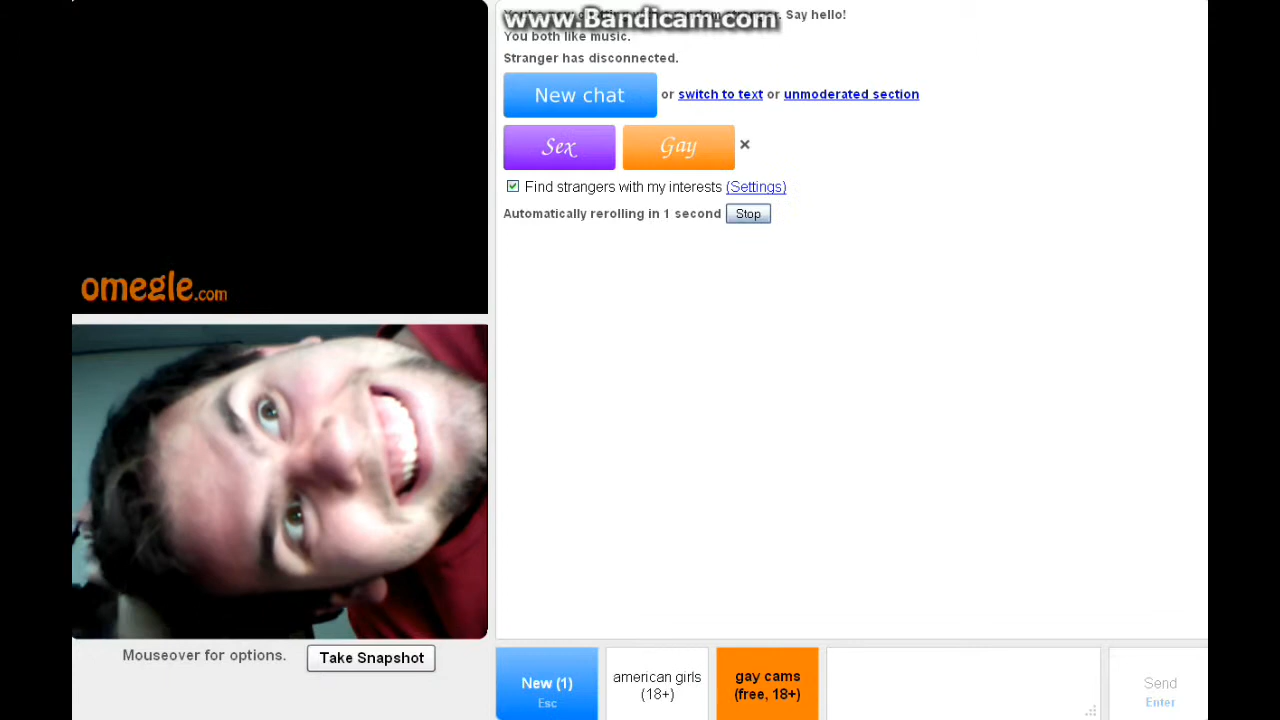 www.Bandicam.com
. Say hello!
You both like music.
Stranger has disconnected.
New chat or switch to text or unmoderated section
Sex Gay ×
Find strangers with my interests (Settings)
Automatically rerolling in 1 second Stop
omegle.com
Mouseover for options. Take Snapshot
New (1)
Esc
american girls
(18+)
gay cams
(free, 18+)
Send
Enter